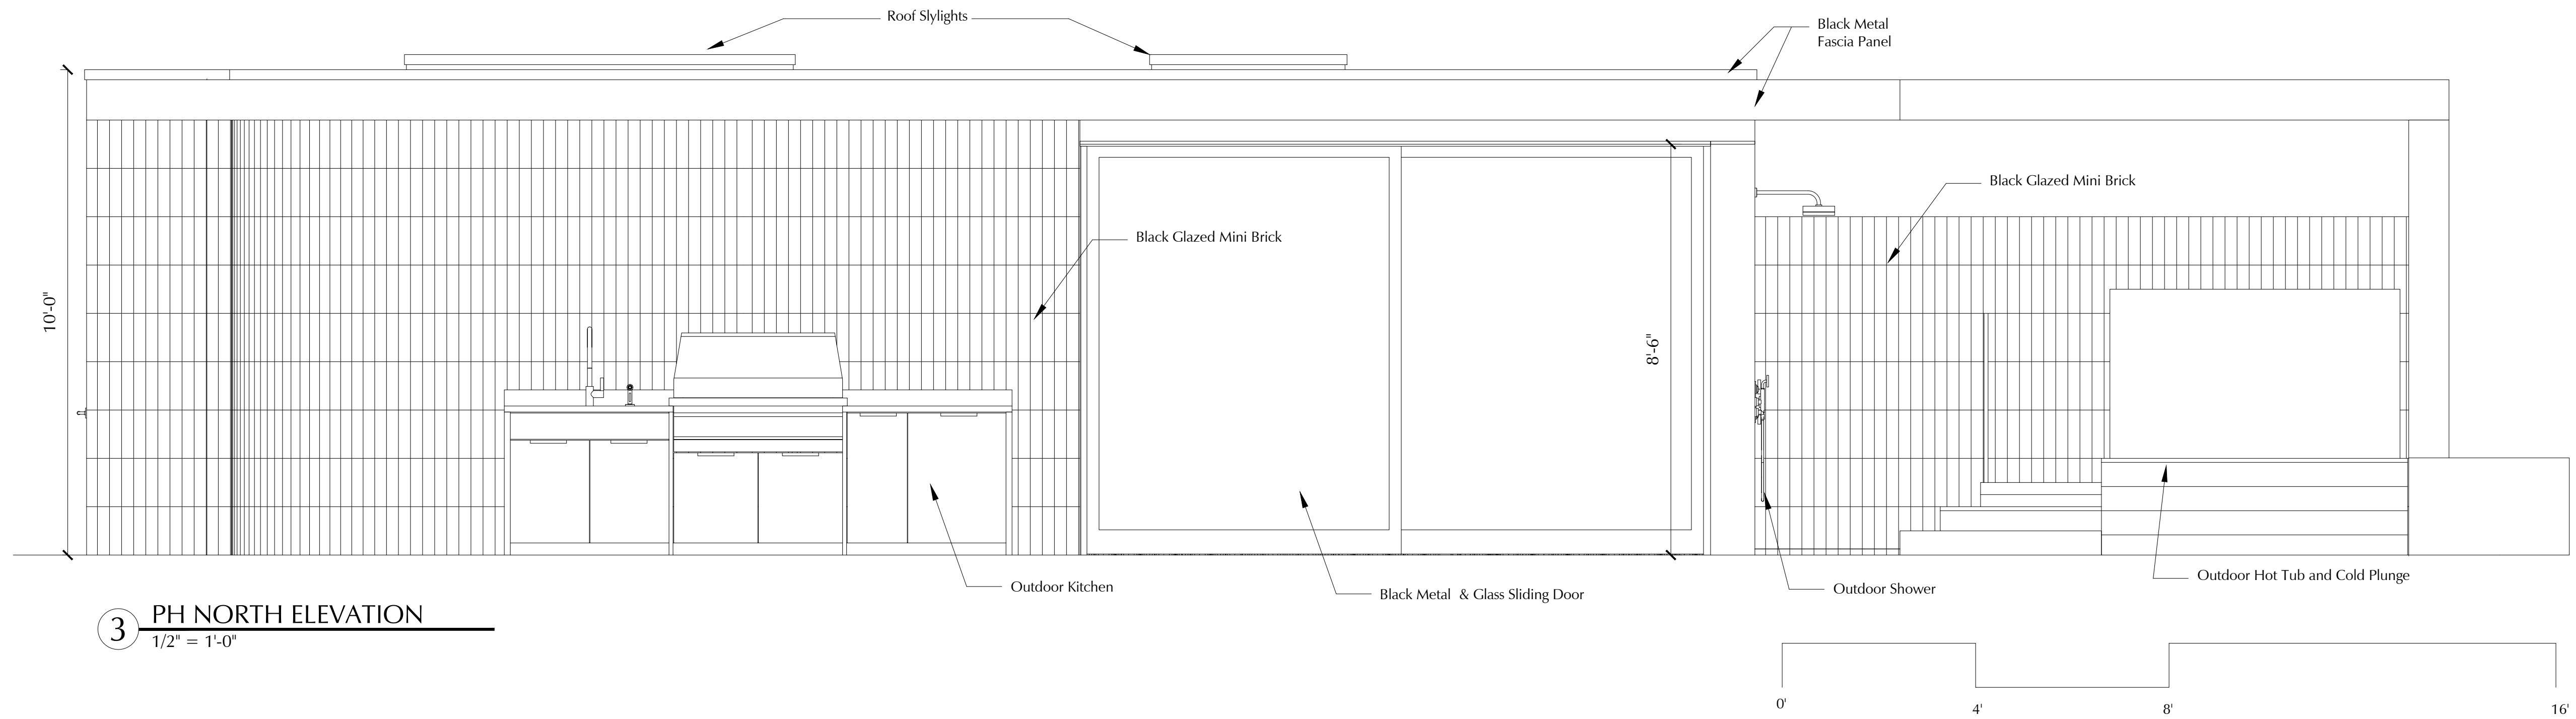 Roof Slylights
Black Metal
Fascia Panel
Black Glazed Mini Brick
Black Glazed Mini Brick
10'-0"
8'-6"
Outdoor Kitchen
Black Metal & Glass Sliding Door
Outdoor Shower
Outdoor Hot Tub and Cold Plunge
3 PH NORTH ELEVATION
1/2" = 1'-0"
0' 4' 8' 16'